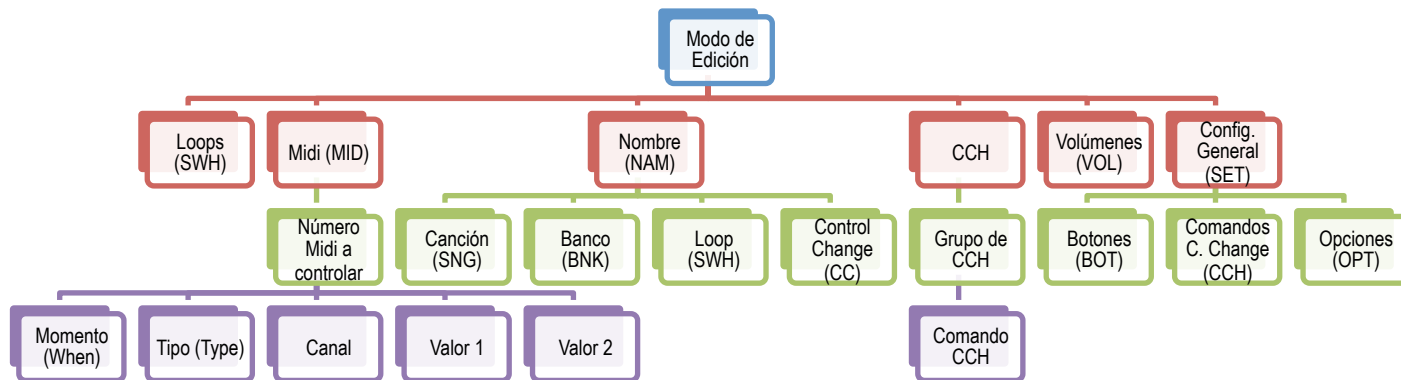 Modo de
Edición
Loops
(SWH)
Midi (MID)
Nombre
(NAM)
CCH
Volúmenes
(VOL)
Config.
General
(SET)
Número
Midi a
controlar
Canción
(SNG)
Banco
(BNK)
Loop
(SWH)
Control
Change
(CC)
Grupo de
CCH
Botones
(BOT)
Comandos
C. Change
(CCH)
Opciones
(OPT)
Momento
(When)
Tipo (Type)
Canal
Valor 1
Valor 2
Comando
CCH